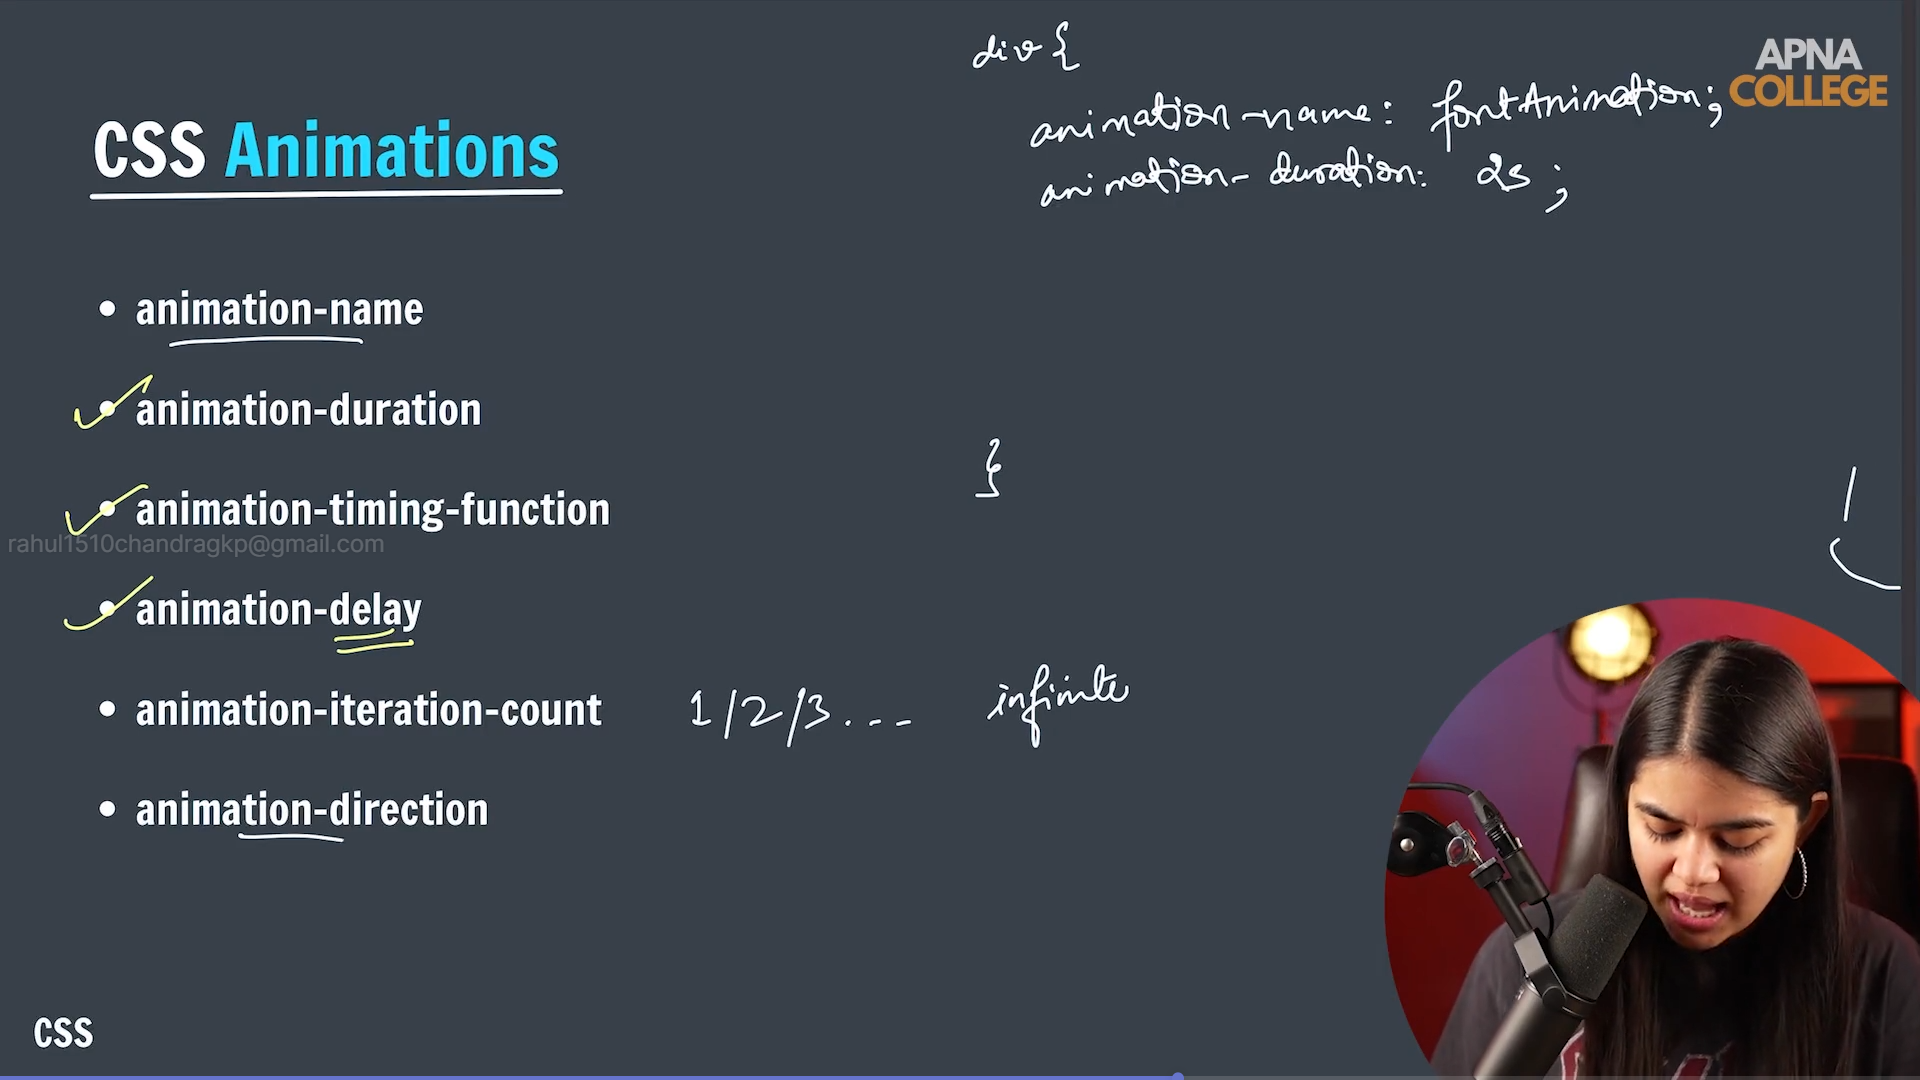 div {
APNA
COLLEGE
animation-name: fontAnimation;
animation-duration: 2s;
}
CSS Animations
• animation-name
• animation-duration
• animation-timing-function
rahul1510chandragkp@gmail.com
• animation-delay
• animation-iteration-count 1/2/3... infinite
• animation-direction
CSS